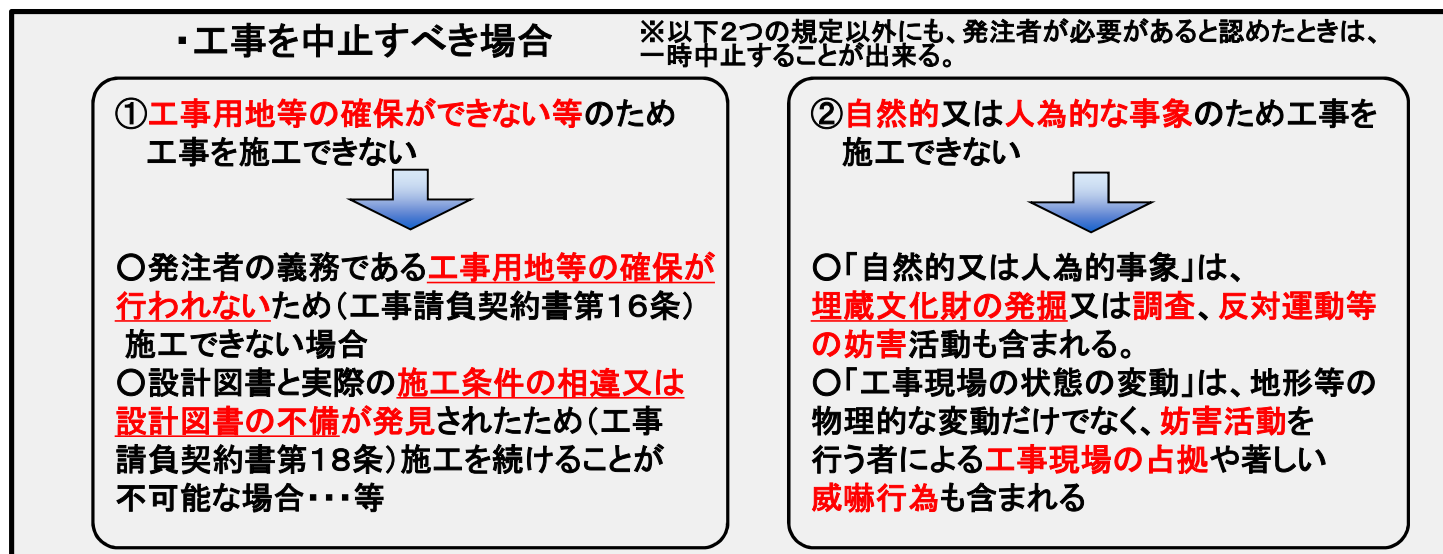 ・工事を中止すべき場合
※以下2つの規定以外にも、発注者が必要があると認めたときは、
一時中止することが出来る。
①工事用地等の確保ができない等のため
工事を施工できない
○発注者の義務である工事用地等の確保が
行われないため(工事請負契約書第16条)
施工できない場合
○設計図書と実際の施工条件の相違又は
設計図書の不備が発見されたため(工事
請負契約書第18条)施工を続けることが
不可能な場合・・・等
②自然的又は人為的な事象のため工事を
施工できない
○「自然的又は人為的事象」は、
埋蔵文化財の発掘又は調査、反対運動等
の妨害活動も含まれる。
○「工事現場の状態の変動」は、地形等の
物理的な変動だけでなく、妨害活動を
行う者による工事現場の占拠や著しい
威嚇行為も含まれる